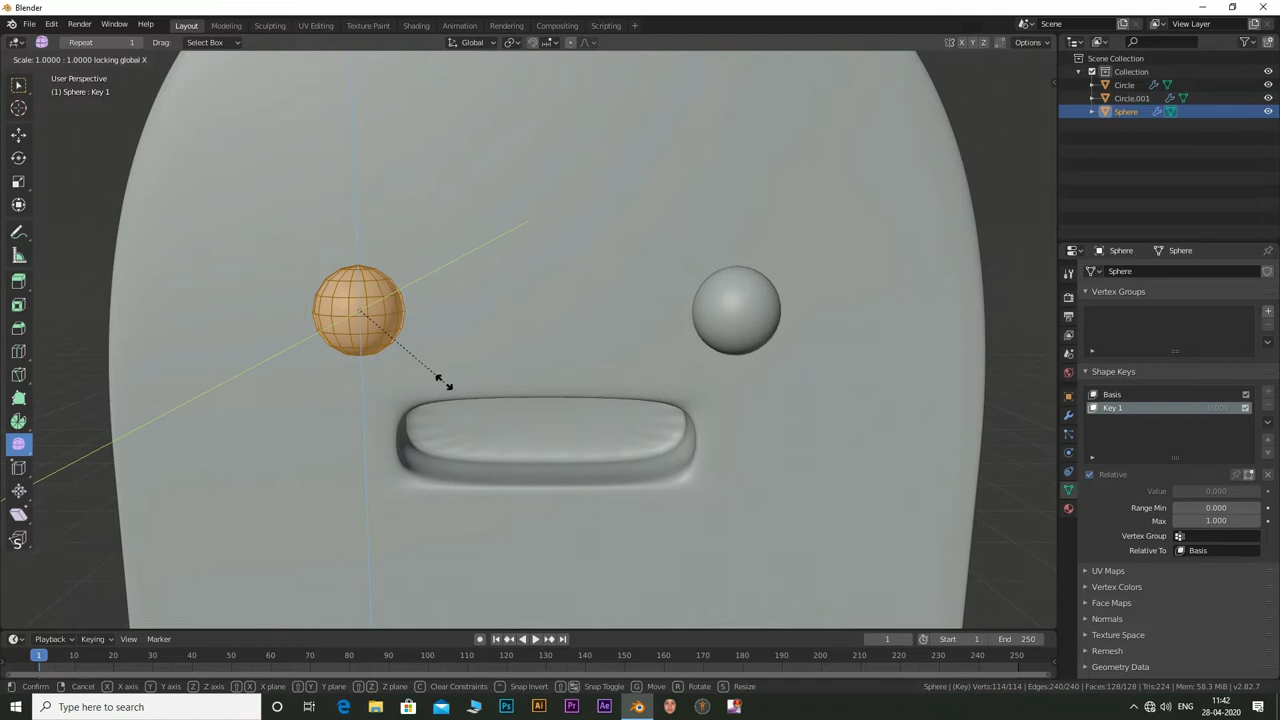 Blender
File Edit Render Window Help Layout Modeling Sculpting UV Editing Texture Paint Shading Animation Rendering Compositing Scripting + Scene View Layer
Repeat 1 Drag: Select Box Global X Y Z Options
Scale: 1.0000 : 1.0000 locking global X
User Perspective
(1) Sphere : Key 1
Scene Collection
Collection
Circle
Circle.001
Sphere
Sphere Sphere
Sphere
Vertex Groups
Shape Keys
Basis
Key 1 0.000
Relative
Value 0.000
Range Min 0.000
Max 1.000
Vertex Group
Relative To Basis
UV Maps
Vertex Colors
Face Maps
Normals
Texture Space
Remesh
Geometry Data
Playback Keying View Marker 1 Start 1 End 250
1 10 20 30 40 50 60 70 80 90 100 110 120 130 140 150 160 170 180 190 200 210 220 230 240 250
Confirm Cancel X X axis Y Y axis Z Z axis X X plane Y Y plane Z Z plane C Clear Constraints Snap Invert Snap Toggle G Move R Rotate S Resize Sphere | (Key) Verts:114/114 | Edges:240/240 | Faces:128/128 | Tris:224 | Mem: 58.3 MiB | v2.82.7
Type here to search Ps Ai Pr Ae ENG 11:42
28-04-2020